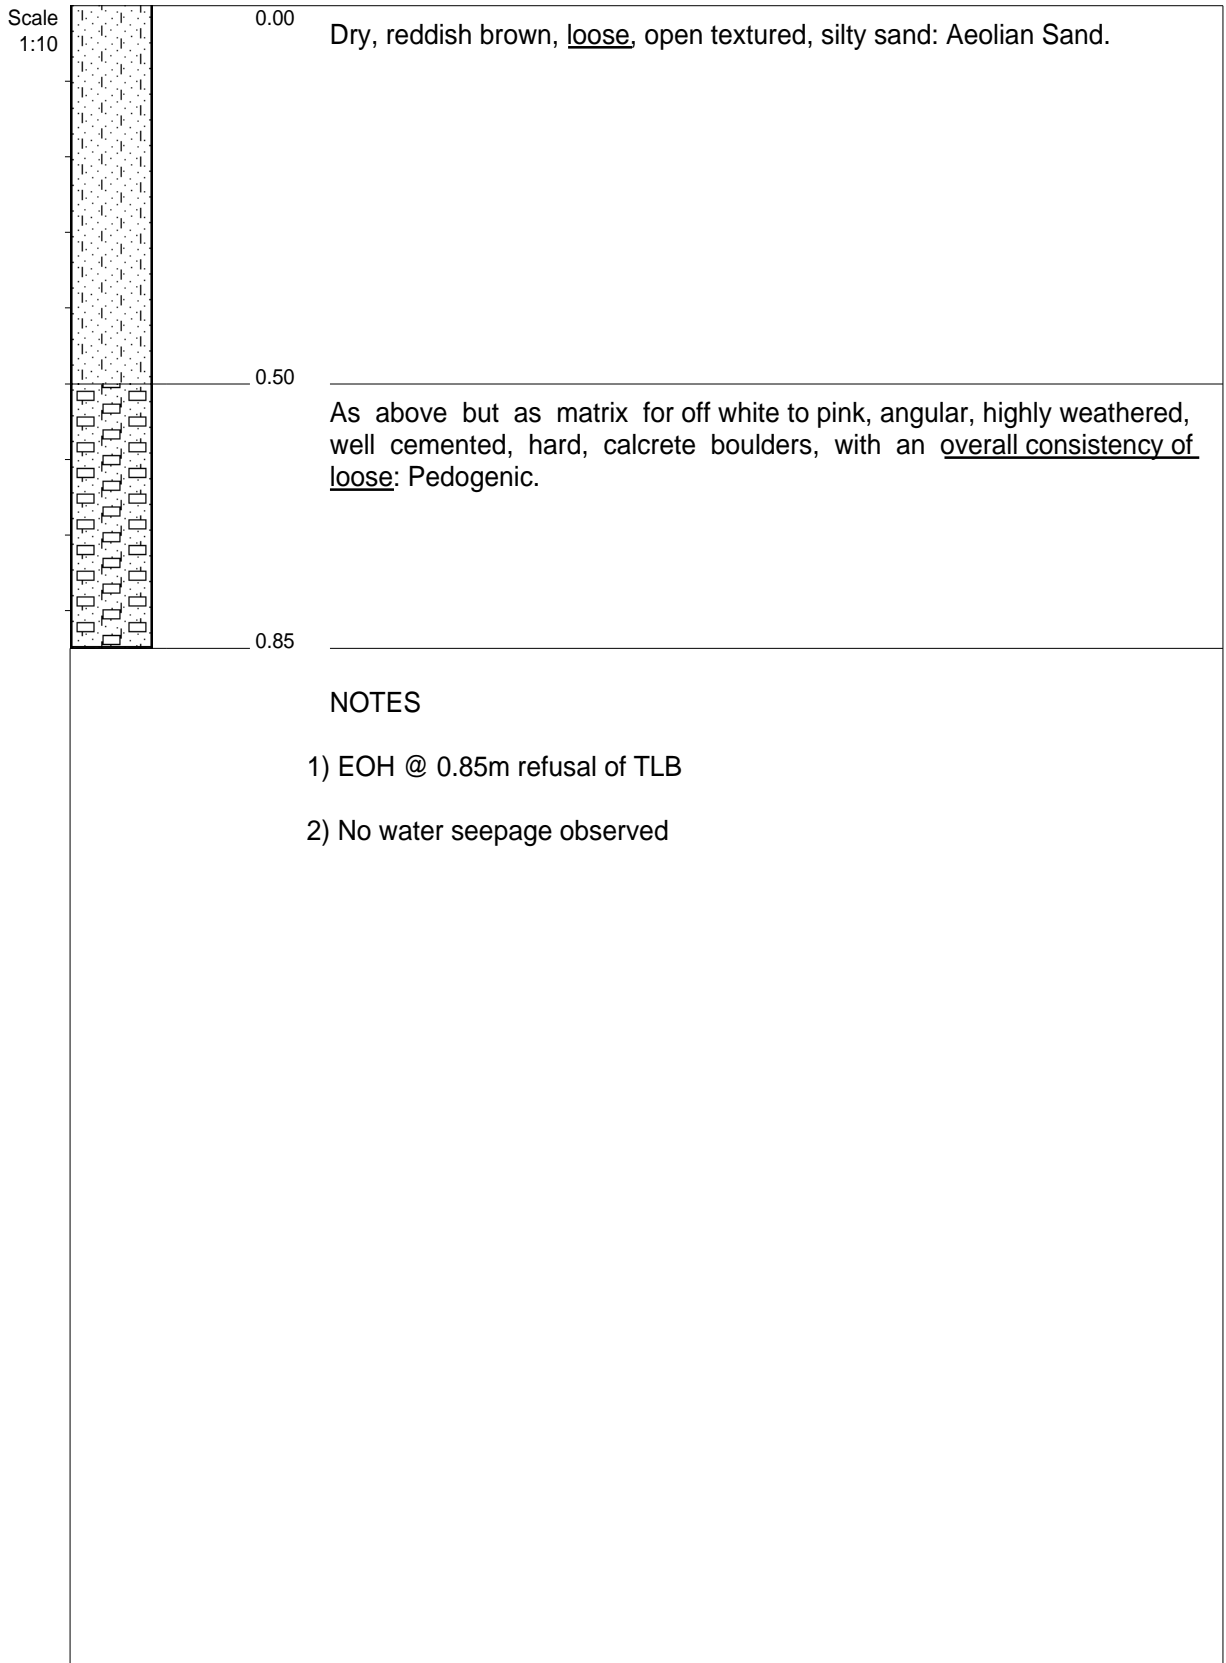 Scale
1:10
0.00
Dry, reddish brown, loose, open textured, silty sand: Aeolian Sand.
0.50
As above but as matrix for off white to pink, angular, highly weathered,
well cemented, hard, calcrete boulders, with an overall consistency of
loose: Pedogenic.
0.85
NOTES
1) EOH @ 0.85m refusal of TLB
2) No water seepage observed